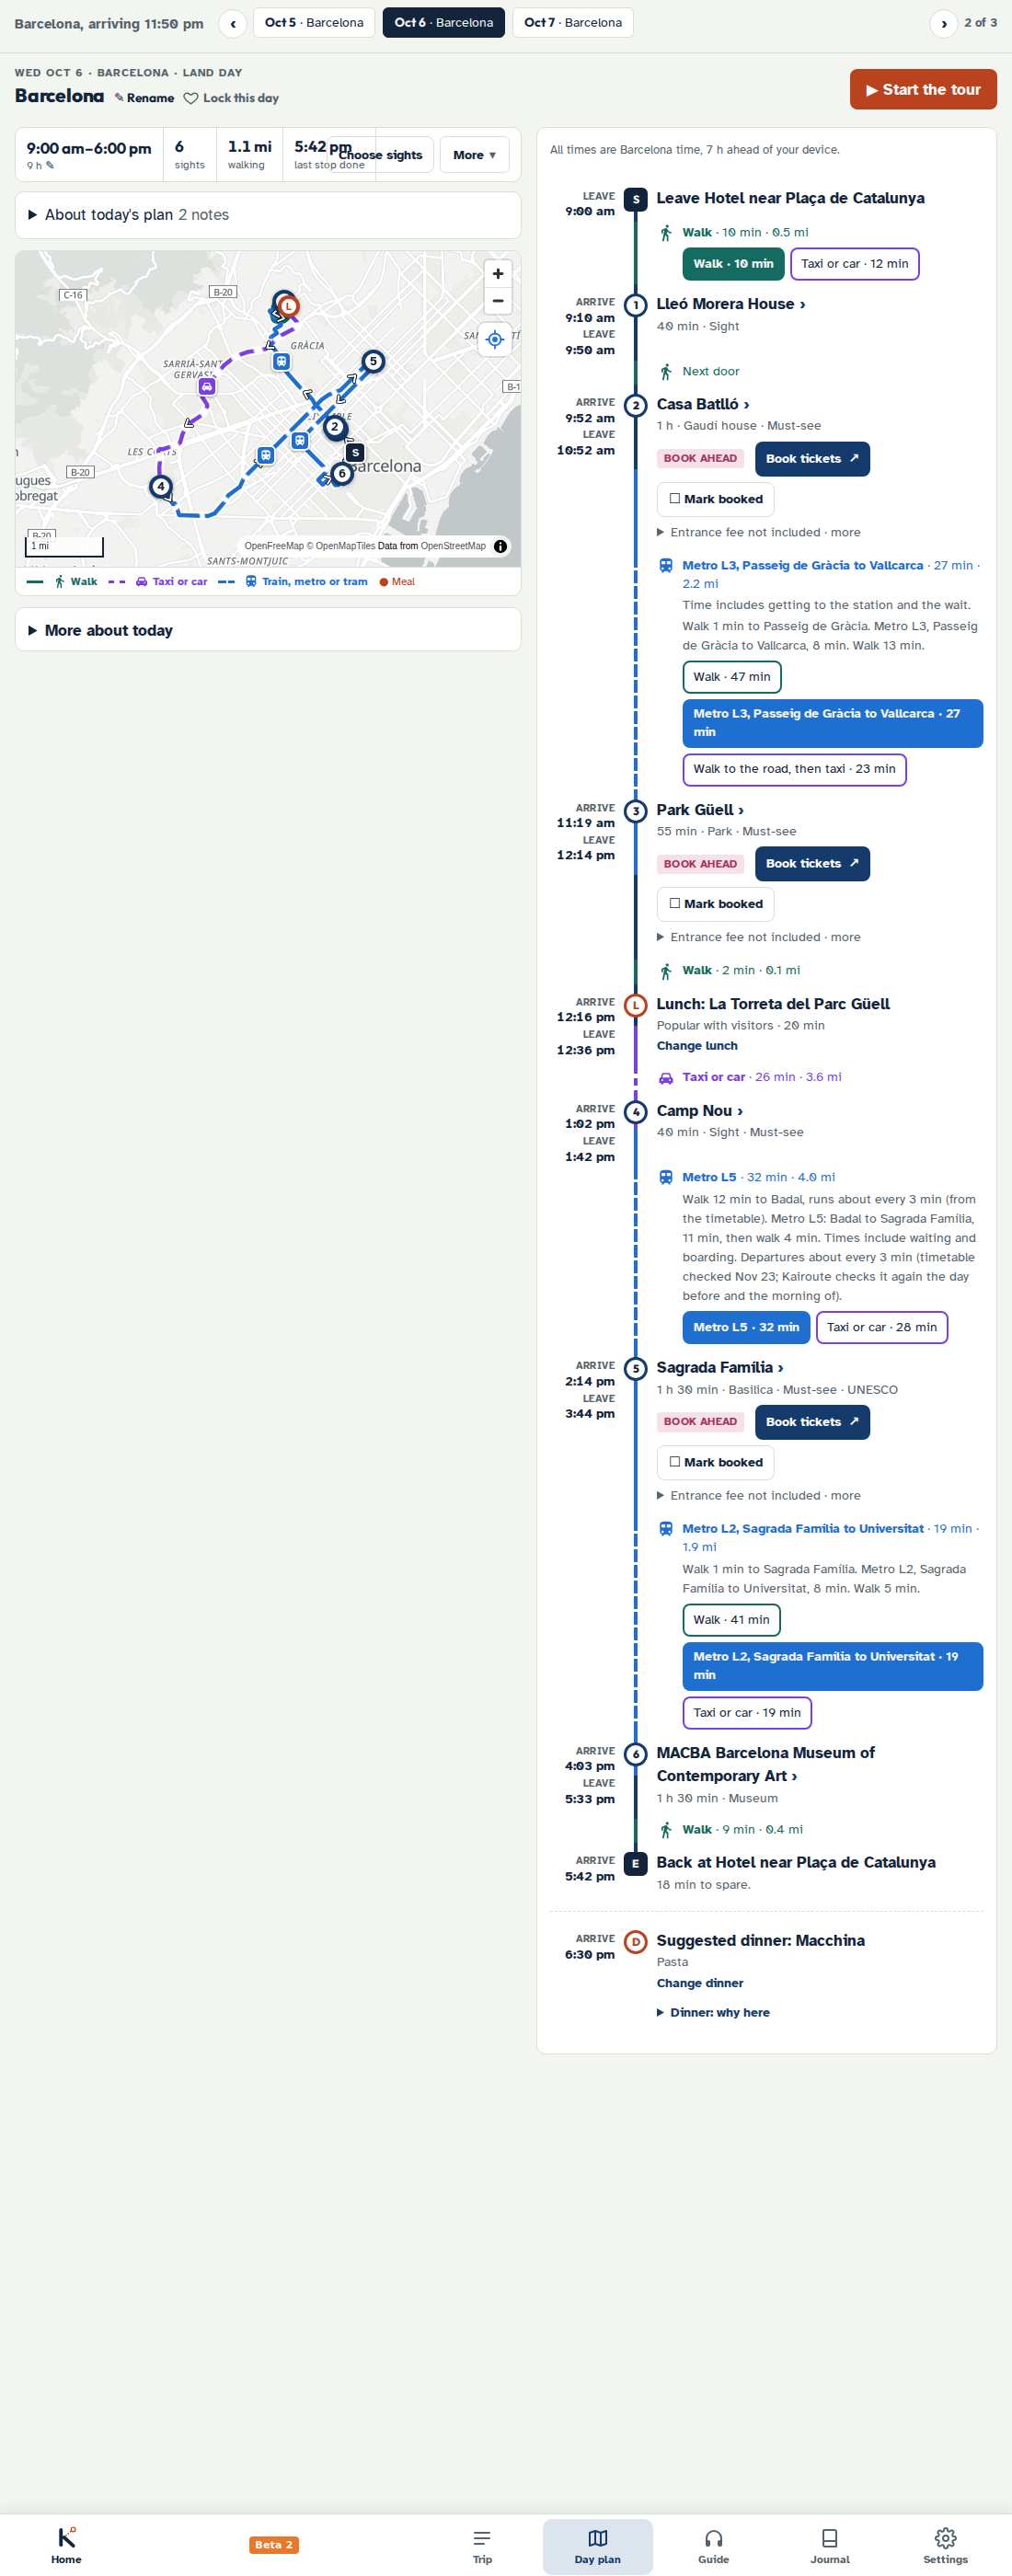 Barcelona, arriving 11:50 pm
‹
Oct 5 · Barcelona
Oct 6 · Barcelona
Oct 7 · Barcelona
›
2 of 3
WED OCT 6 · BARCELONA · LAND DAY
Barcelona
✎ Rename
Lock this day
▶ Start the tour
9:00 am–6:00 pm
9 h ✎
6
sights
1.1 mi
walking
5:42 pm
last stop done
Choose sights
More ▾
▶ About today's plan 2 notes
C-16
B-20
GRÀCIA
SARRIÀ-SANT
GERVASI
LES CORTS
B-20
Barcelona
B-20
SANTS-MONTJUÏC
L
5
2
S
6
4
+
−
1 mi
OpenFreeMap © OpenMapTiles Data from OpenStreetMap
Walk
Taxi or car
Train, metro or tram
Meal
▶ More about today
All times are Barcelona time, 7 h ahead of your device.
LEAVE
9:00 am
S
Leave Hotel near Plaça de Catalunya
Walk · 10 min · 0.5 mi
Walk · 10 min
Taxi or car · 12 min
ARRIVE
9:10 am
LEAVE
9:50 am
1
Lleó Morera House ›
40 min · Sight
Next door
ARRIVE
9:52 am
LEAVE
10:52 am
2
Casa Batlló ›
1 h · Gaudí house · Must-see
BOOK AHEAD
Book tickets ↗
☐ Mark booked
▶ Entrance fee not included · more
Metro L3, Passeig de Gràcia to Vallcarca · 27 min ·
2.2 mi
Time includes getting to the station and the wait.
Walk 1 min to Passeig de Gràcia. Metro L3, Passeig
de Gràcia to Vallcarca, 8 min. Walk 13 min.
Walk · 47 min
Metro L3, Passeig de Gràcia to Vallcarca · 27
min
Walk to the road, then taxi · 23 min
ARRIVE
11:19 am
LEAVE
12:14 pm
3
Park Güell ›
55 min · Park · Must-see
BOOK AHEAD
Book tickets ↗
☐ Mark booked
▶ Entrance fee not included · more
Walk · 2 min · 0.1 mi
ARRIVE
12:16 pm
LEAVE
12:36 pm
L
Lunch: La Torreta del Parc Güell
Popular with visitors · 20 min
Change lunch
Taxi or car · 26 min · 3.6 mi
ARRIVE
1:02 pm
LEAVE
1:42 pm
4
Camp Nou ›
40 min · Sight · Must-see
Metro L5 · 32 min · 4.0 mi
Walk 12 min to Badal, runs about every 3 min (from
the timetable). Metro L5: Badal to Sagrada Família,
11 min, then walk 4 min. Times include waiting and
boarding. Departures about every 3 min (timetable
checked Nov 23; Kairoute checks it again the day
before and the morning of).
Metro L5 · 32 min
Taxi or car · 28 min
ARRIVE
2:14 pm
LEAVE
3:44 pm
5
Sagrada Família ›
1 h 30 min · Basilica · Must-see · UNESCO
BOOK AHEAD
Book tickets ↗
☐ Mark booked
▶ Entrance fee not included · more
Metro L2, Sagrada Família to Universitat · 19 min ·
1.9 mi
Walk 1 min to Sagrada Família. Metro L2, Sagrada
Família to Universitat, 8 min. Walk 5 min.
Walk · 41 min
Metro L2, Sagrada Família to Universitat · 19
min
Taxi or car · 19 min
ARRIVE
4:03 pm
LEAVE
5:33 pm
6
MACBA Barcelona Museum of
Contemporary Art ›
1 h 30 min · Museum
Walk · 9 min · 0.4 mi
ARRIVE
5:42 pm
E
Back at Hotel near Plaça de Catalunya
18 min to spare.
ARRIVE
6:30 pm
D
Suggested dinner: Macchina
Pasta
Change dinner
▶ Dinner: why here
Home
Beta 2
Trip
Day plan
Guide
Journal
Settings